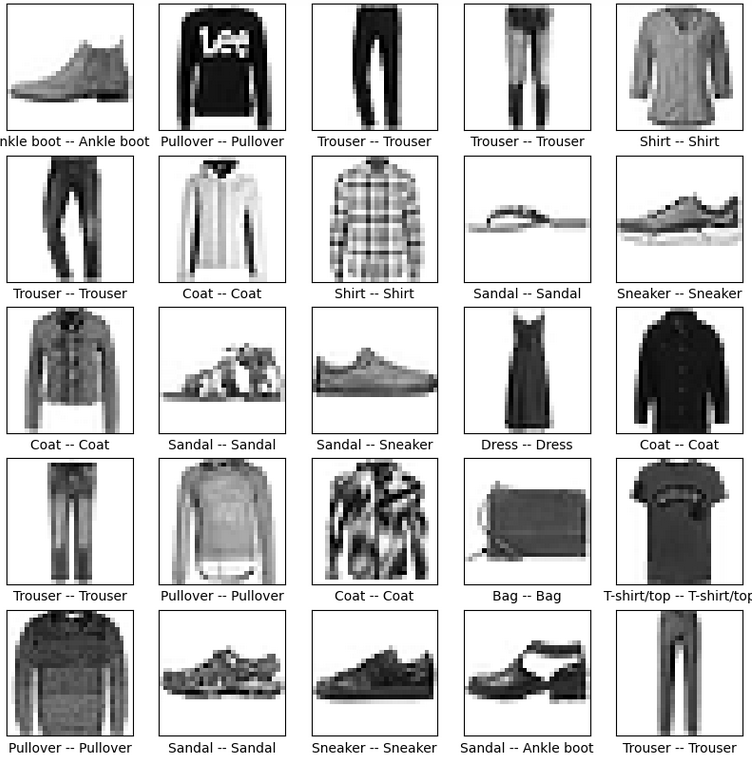 nkle boot -- Ankle boot
Pullover -- Pullover
Trouser -- Trouser
Trouser -- Trouser
Shirt -- Shirt
Lee
Trouser -- Trouser
Coat -- Coat
Shirt -- Shirt
Sandal -- Sandal
Sneaker -- Sneaker
Coat -- Coat
Sandal -- Sandal
Sandal -- Sneaker
Dress -- Dress
Coat -- Coat
Trouser -- Trouser
Pullover -- Pullover
Coat -- Coat
Bag -- Bag
T-shirt/top -- T-shirt/top
Pullover -- Pullover
Sandal -- Sandal
Sneaker -- Sneaker
Sandal -- Ankle boot
Trouser -- Trouser